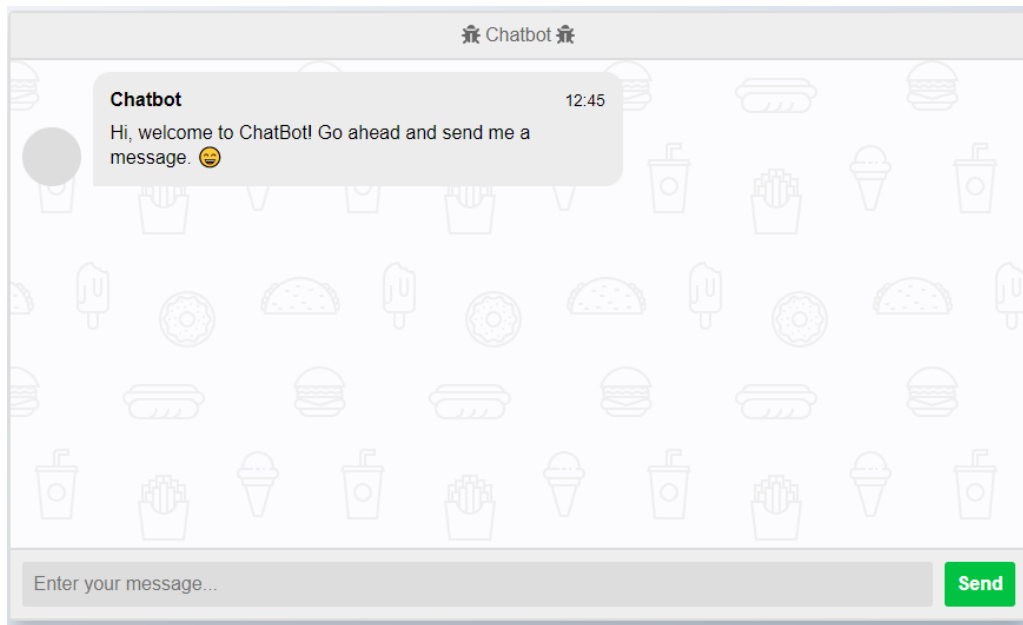 Chatbot
Chatbot 12:45
Hi, welcome to ChatBot! Go ahead and send me a
message. 😄
Enter your message... Send